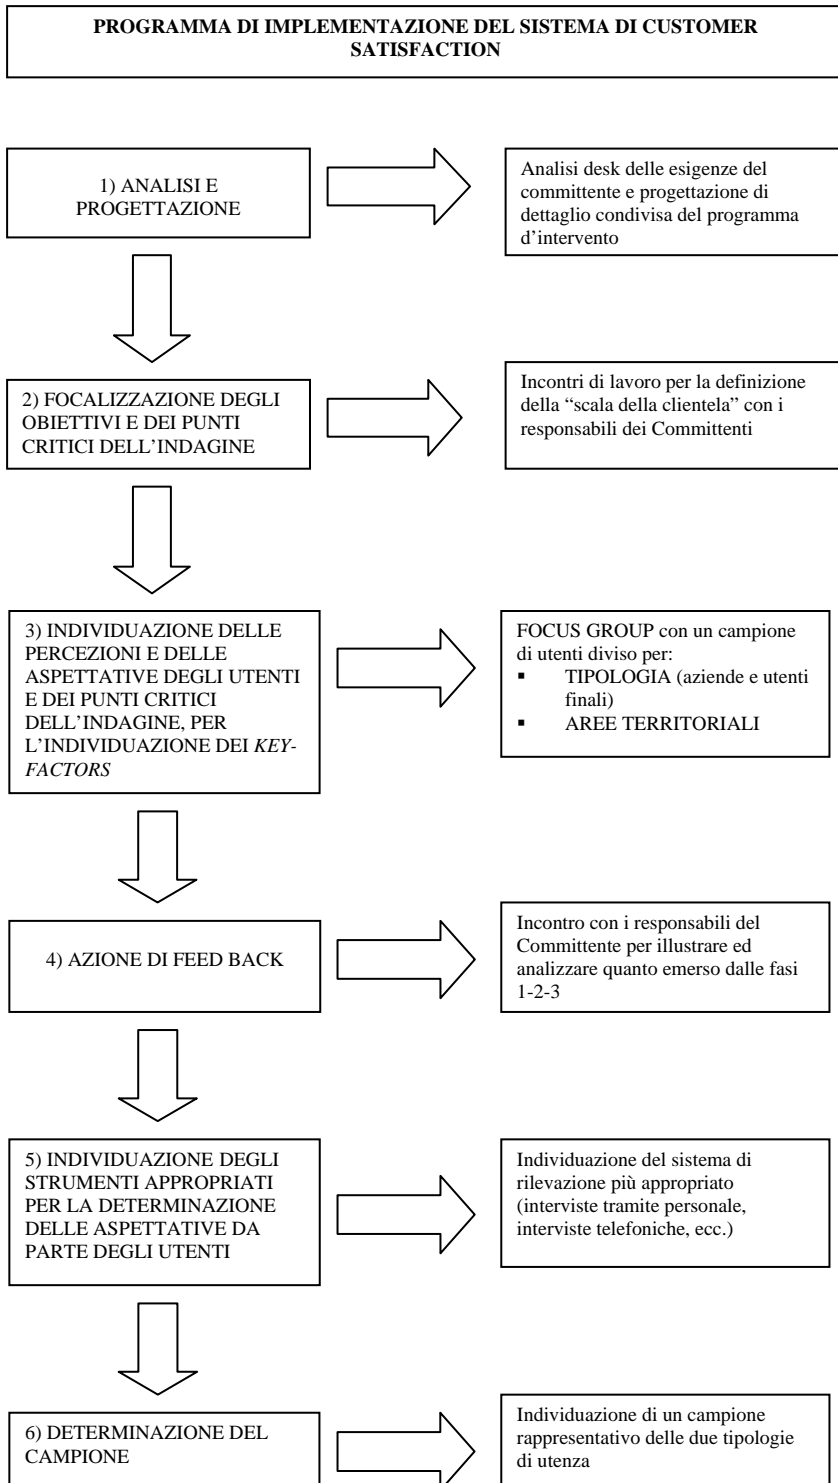 PROGRAMMA DI IMPLEMENTAZIONE DEL SISTEMA DI CUSTOMER
SATISFACTION
1) ANALISI E
PROGETTAZIONE
Analisi desk delle esigenze del
committente e progettazione di
dettaglio condivisa del programma
d’intervento
2) FOCALIZZAZIONE DEGLI
OBIETTIVI E DEI PUNTI
CRITICI DELL’INDAGINE
Incontri di lavoro per la definizione
della “scala della clientela” con i
responsabili dei Committenti
3) INDIVIDUAZIONE DELLE
PERCEZIONI E DELLE
ASPETTATIVE DEGLI UTENTI
E DEI PUNTI CRITICI
DELL’INDAGINE, PER
L’INDIVIDUAZIONE DEI KEY-
FACTORS
FOCUS GROUP con un campione
di utenti diviso per:
▪ TIPOLOGIA (aziende e utenti
finali)
▪ AREE TERRITORIALI
4) AZIONE DI FEED BACK
Incontro con i responsabili del
Committente per illustrare ed
analizzare quanto emerso dalle fasi
1-2-3
5) INDIVIDUAZIONE DEGLI
STRUMENTI APPROPRIATI
PER LA DETERMINAZIONE
DELLE ASPETTATIVE DA
PARTE DEGLI UTENTI
Individuazione del sistema di
rilevazione più appropriato
(interviste tramite personale,
interviste telefoniche, ecc.)
6) DETERMINAZIONE DEL
CAMPIONE
Individuazione di un campione
rappresentativo delle due tipologie
di utenza